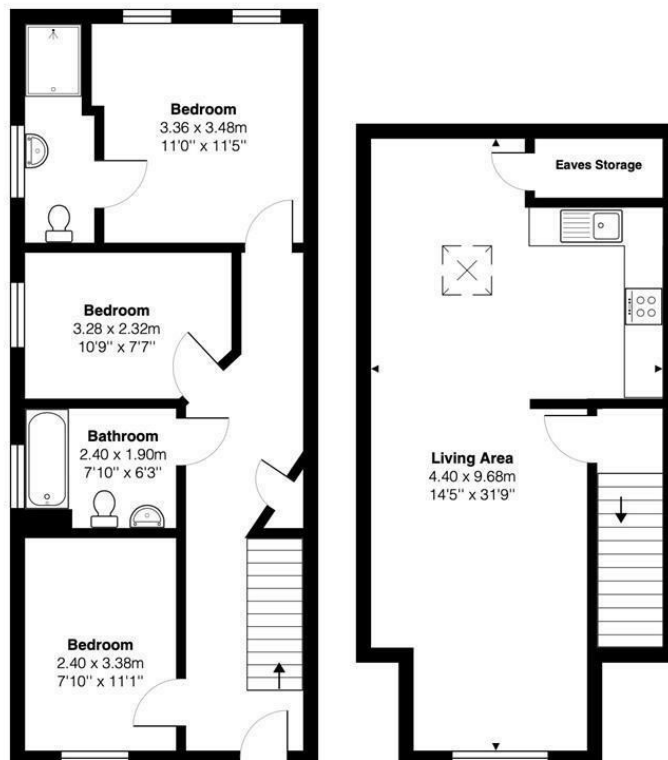 Bedroom
3.36 x 3.48m
11'0'' x 11'5''
Bedroom
3.28 x 2.32m
10'9'' x 7'7''
Bathroom
2.40 x 1.90m
7'10'' x 6'3''
Bedroom
2.40 x 3.38m
7'10'' x 11'1''
Eaves Storage
Living Area
4.40 x 9.68m
14'5'' x 31'9''